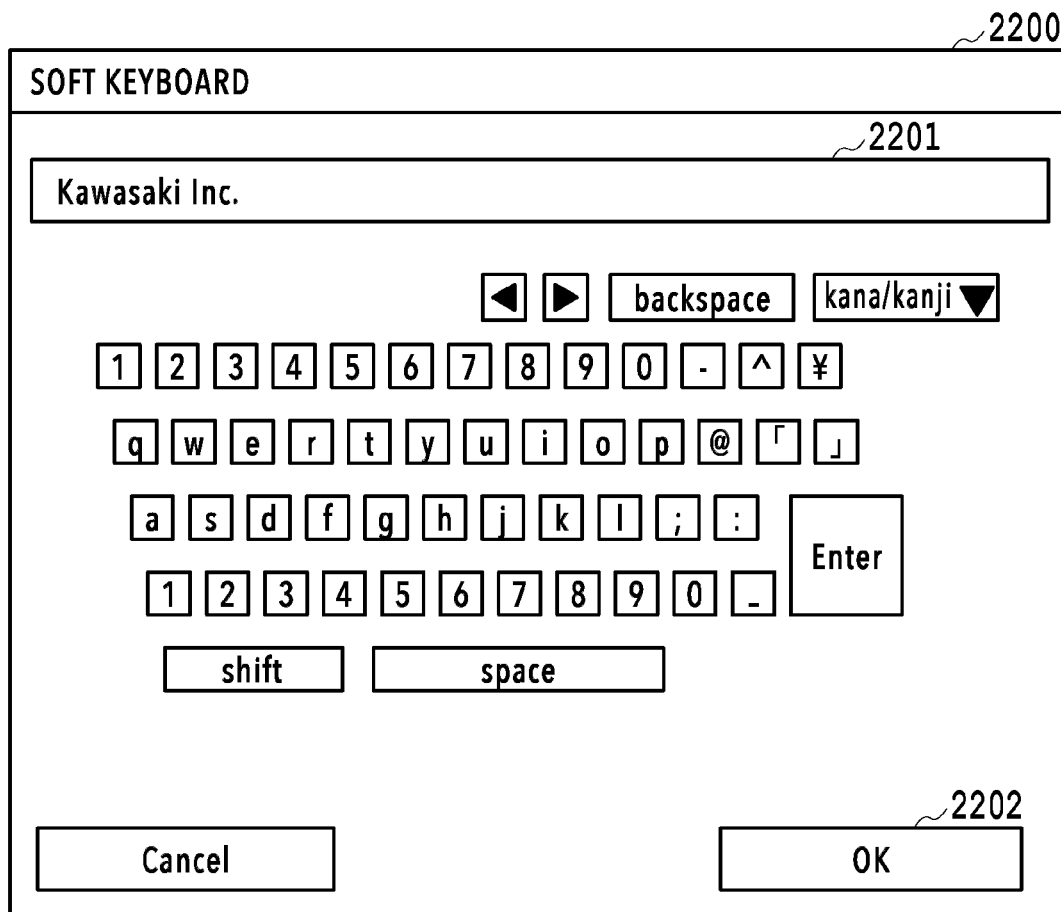 2200
SOFT KEYBOARD
2201
Kawasaki Inc.
◀ ▶ backspace kana/kanji ▼
1 2 3 4 5 6 7 8 9 0 - ^ ¥
q w e r t y u i o p @ 「 」
a s d f g h j k l ; :
Enter
1 2 3 4 5 6 7 8 9 0 _
shift space
2202
Cancel OK